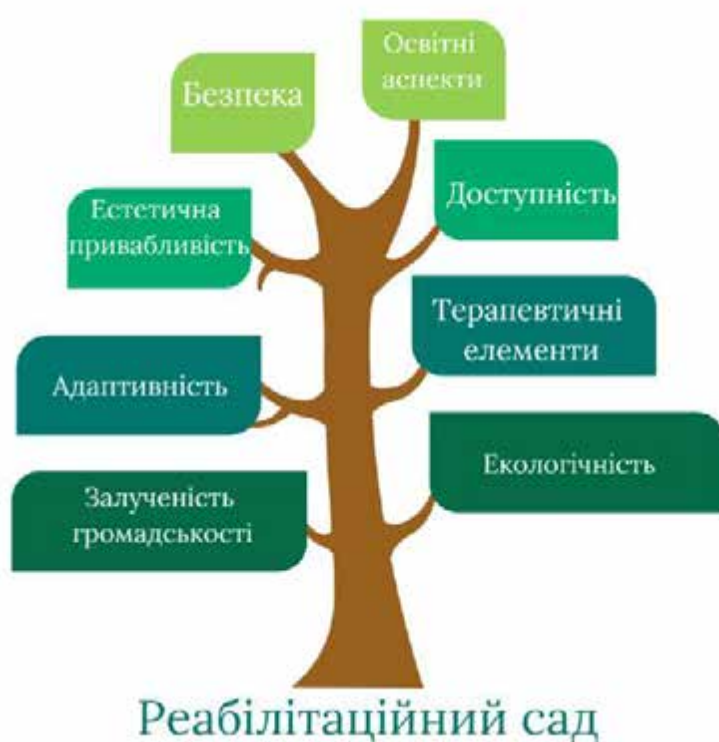 Безпека
Освітні
аспекти
Естетична
привабливість
Доступність
Адаптивність
Терапевтичні
елементи
Залученість
громадськості
Екологічність
Реабілітаційний сад